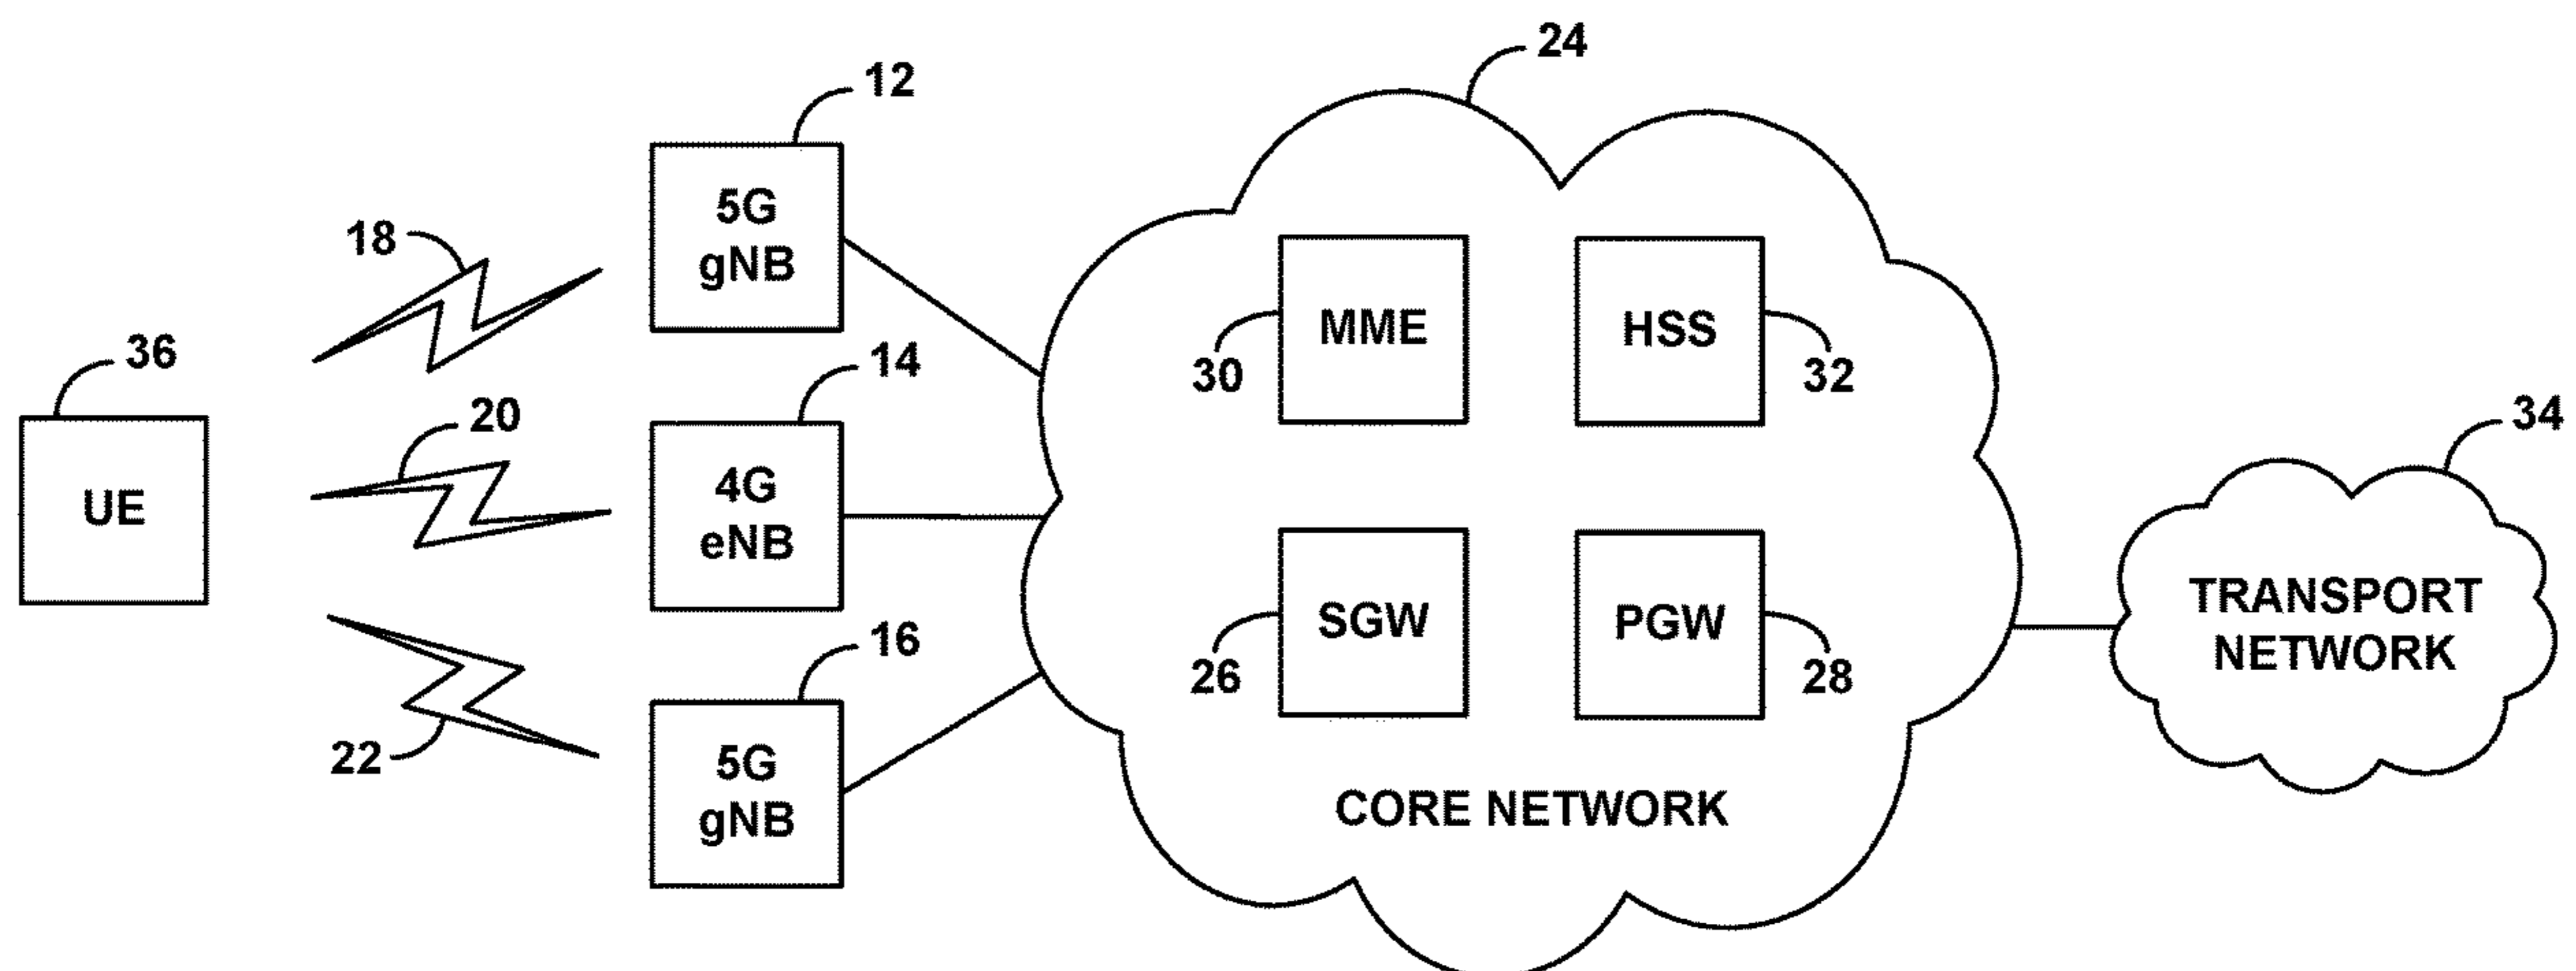 24
12
5G
gNB
18
MME
HSS
36
14
30
32
34
20
UE
4G
eNB
SGW
PGW
TRANSPORT
NETWORK
16
26
28
22
5G
gNB
CORE NETWORK